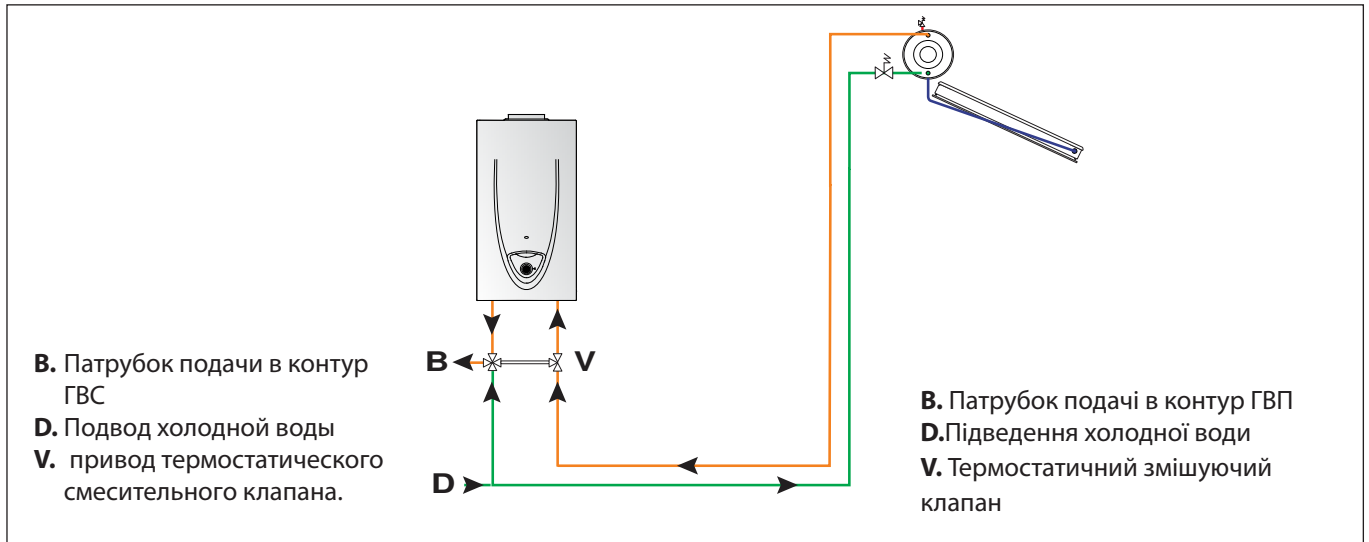 B
V
D
B. Патрубок подачи в контур
ГВС
D. Подвод холодной воды
V. привод термостатического
смесительного клапана.
B. Патрубок подачі в контур ГВП
D.Підведення холодної води
V. Термостатичний змішуючий
клапан